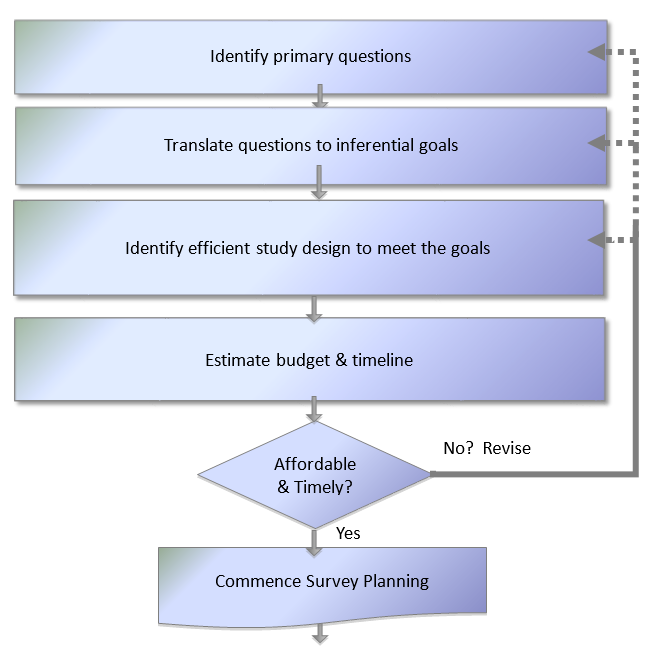 Identify primary questions
Translate questions to inferential goals
Identify efficient study design to meet the goals
Estimate budget & timeline
Affordable
& Timely?
No?  Revise
Yes
Commence Survey Planning